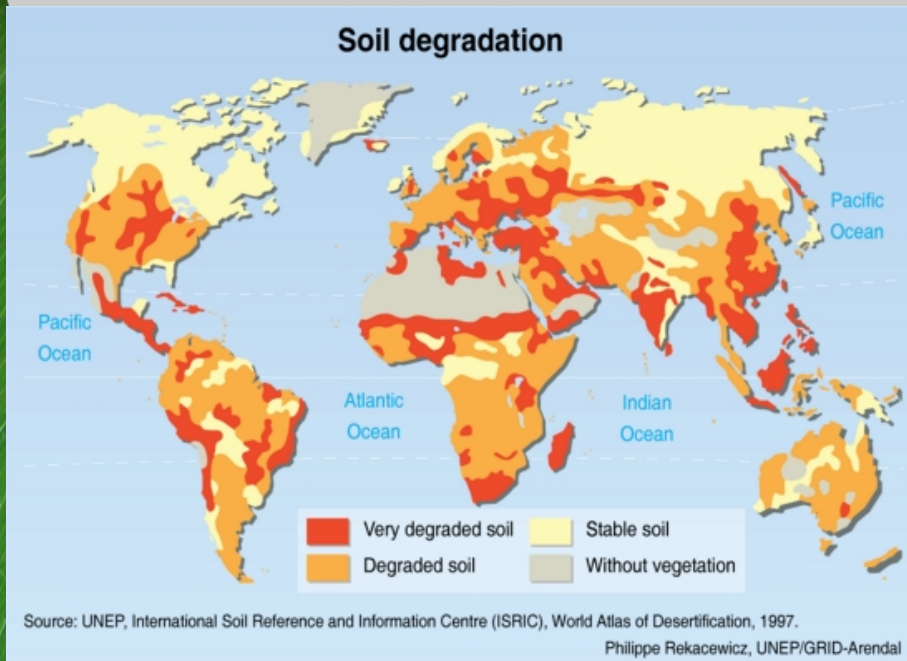 Soil degradation
Pacific
Ocean
Pacific
Ocean
Atlantic
Ocean
Indian
Ocean
Very degraded soil
Stable soil
Degraded soil
Without vegetation
Source: UNEP, International Soil Reference and Information Centre (ISRIC), World Atlas of Desertification, 1997.
Philippe Rekacewicz, UNEP/GRID-Arendal